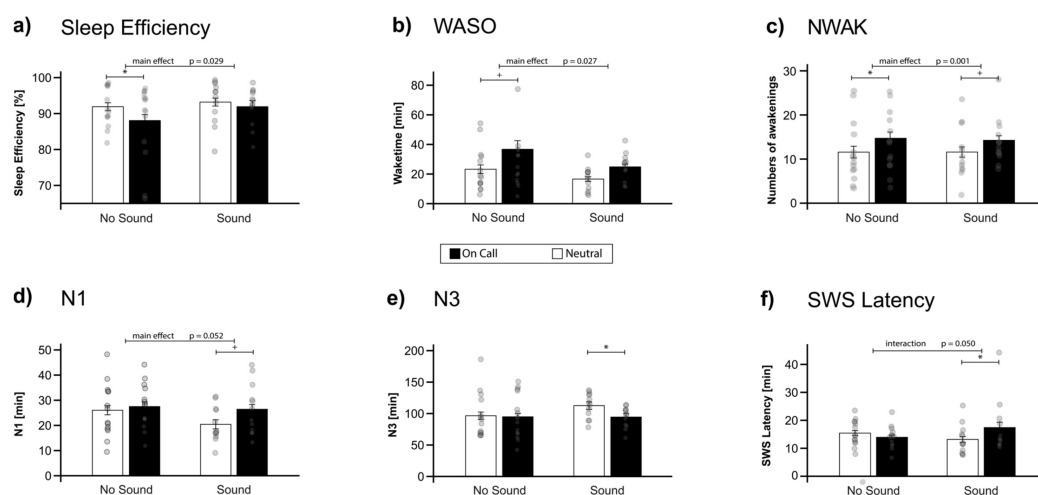 a) Sleep Efficiency
main effect p = 0.029
*
Sleep Efficiency [%]
100
90
80
70
No Sound Sound
b) WASO
main effect p = 0.027
+
Waketime [min]
80
60
40
20
0
No Sound Sound
c) NWAK
main effect p = 0.001
* +
Numbers of awakenings
30
20
10
0
No Sound Sound
On Call Neutral
d) N1
main effect p = 0.052
+
N1 [min]
50
40
30
20
10
0
No Sound Sound
e) N3
*
N3 [min]
200
150
100
50
0
No Sound Sound
f) SWS Latency
interaction p = 0.050
*
SWS Latency [min]
40
30
20
10
0
No Sound Sound